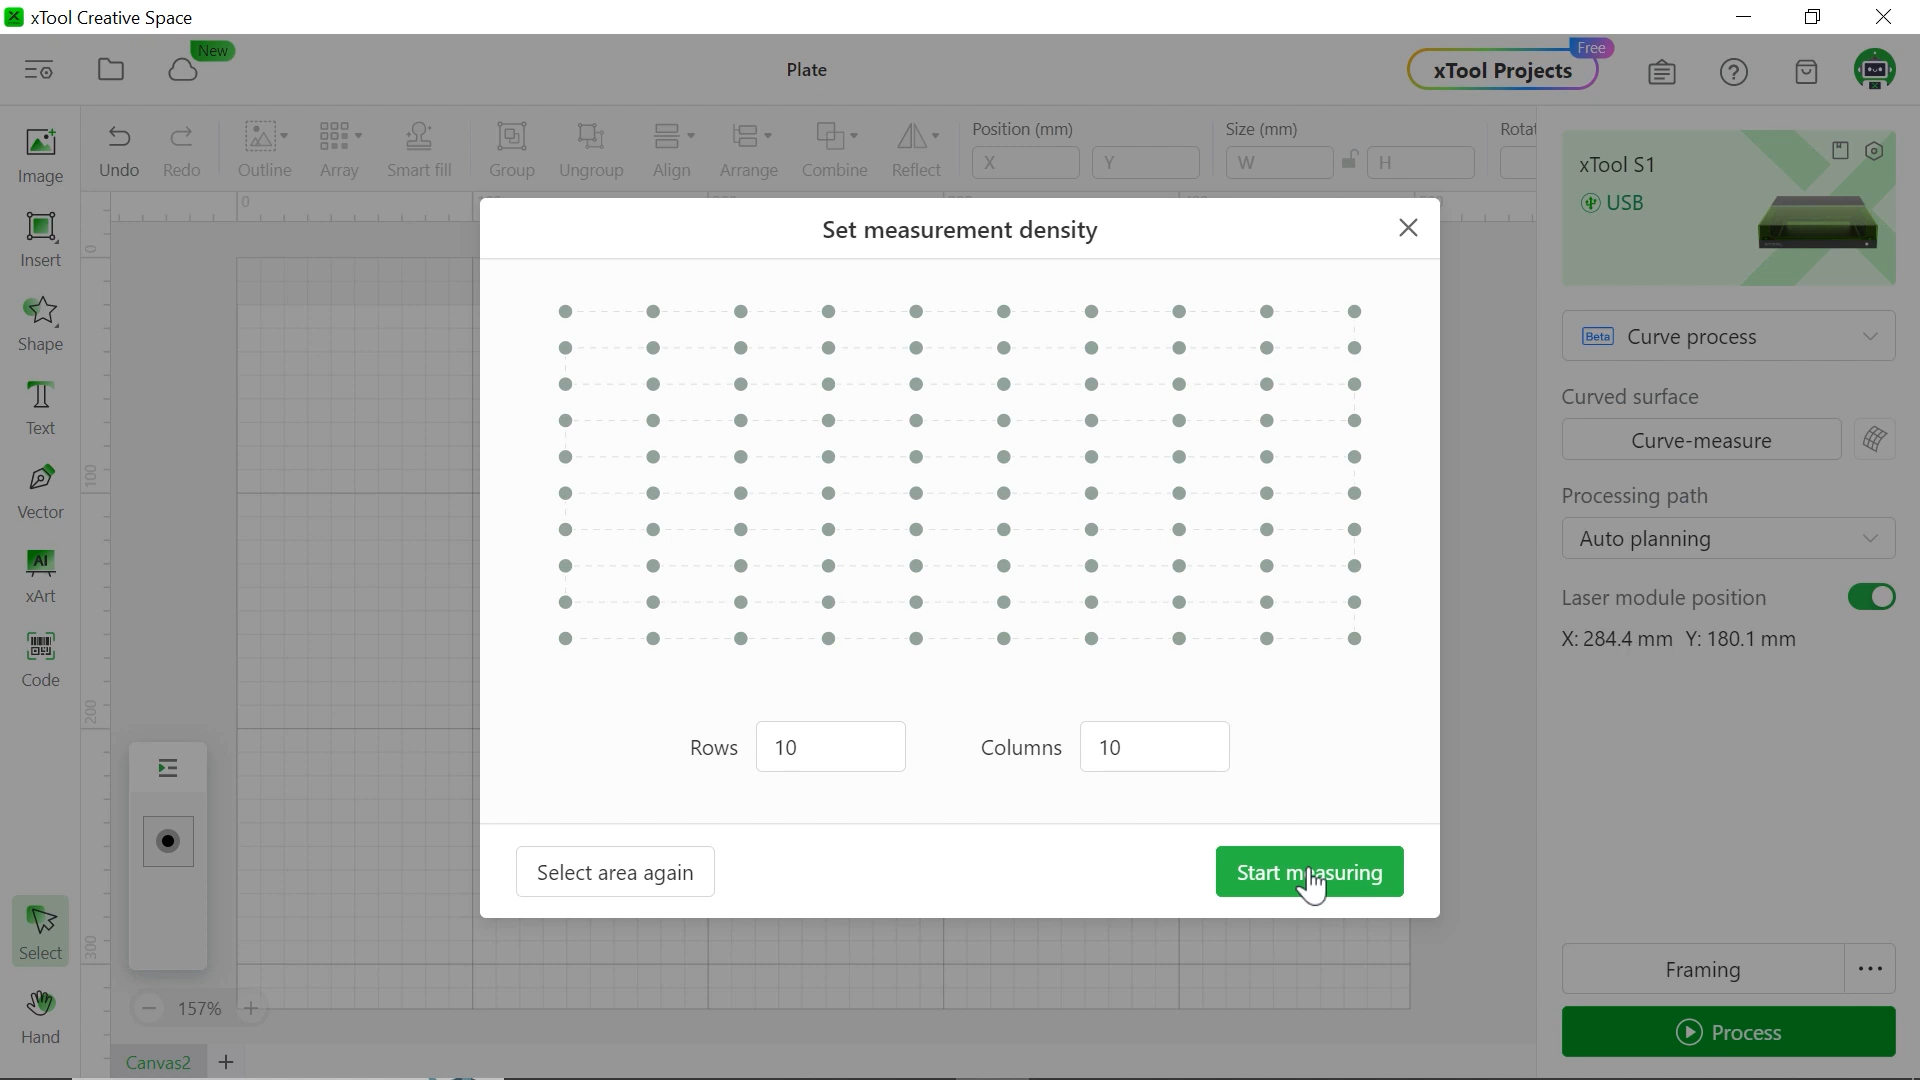 xTool Creative Space
New
Plate
Free
xTool Projects
Undo
Redo
Outline
Array
Smart fill
Group
Ungroup
Align
Arrange
Combine
Reflect
Position (mm)
X
Y
Size (mm)
W
H
Rotat
Image
Insert
Shape
Text
Vector
AI
xArt
Code
Select
Hand
0
0
100
200
300
157%
Canvas2
Set measurement density
Rows 10
Columns 10
Select area again
Start measuring
xTool S1
USB
Beta Curve process
Curved surface
Curve-measure
Processing path
Auto planning
Laser module position
X: 284.4 mm Y: 180.1 mm
Framing
Process